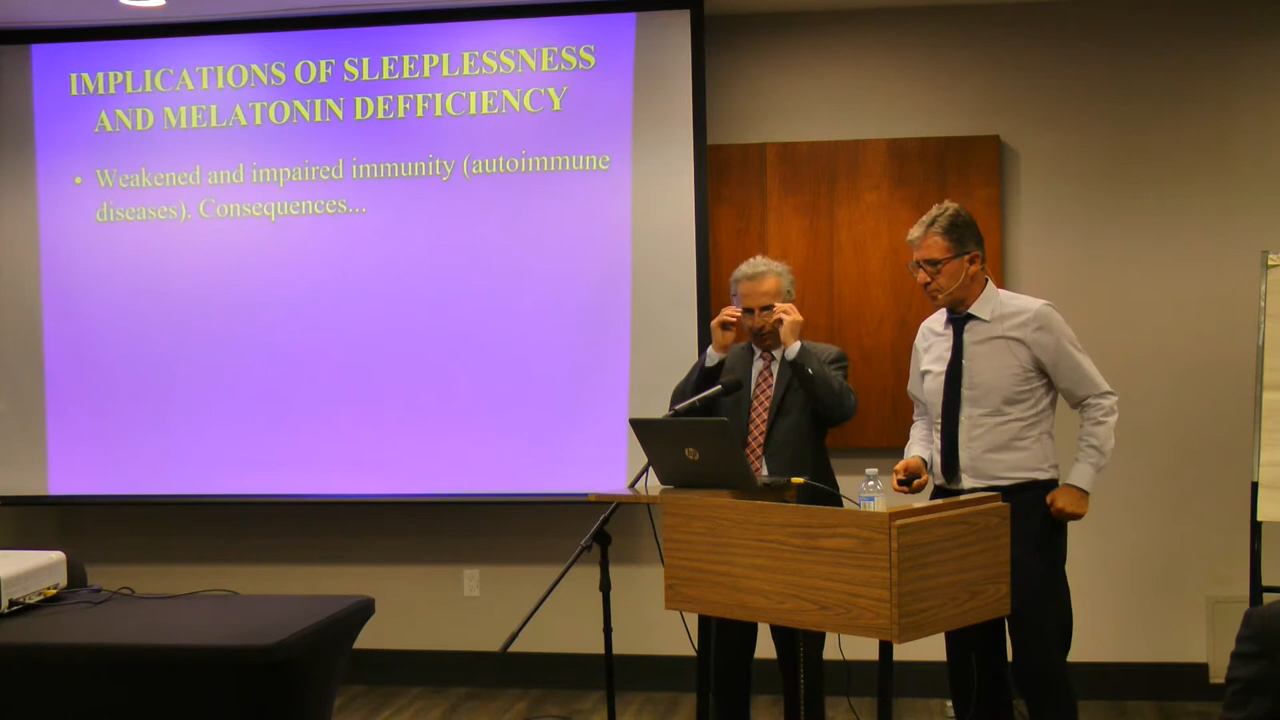 IMPLICATIONS OF SLEEPLESSNESS
AND MELATONIN DEFFICIENCY
• Weakened and impaired immunity (autoimmune
diseases). Consequences...
hp